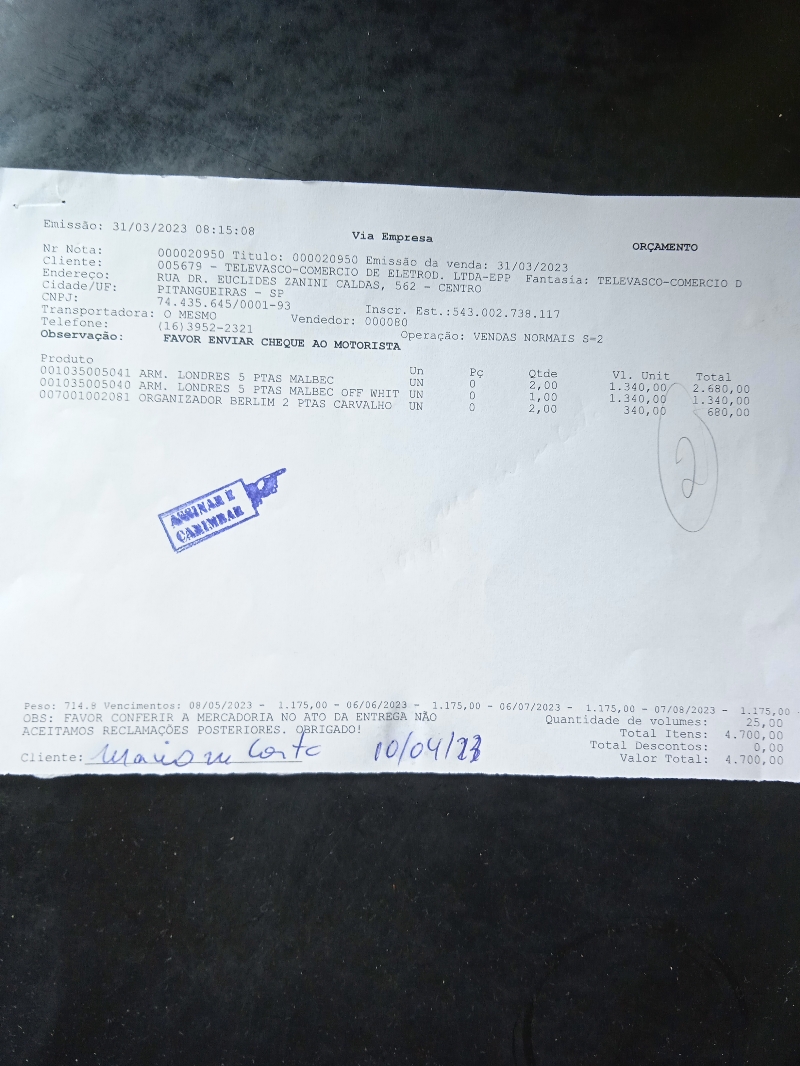 Emissão: 31/03/2023 08:15:08
Via Empresa
ORÇAMENTO
Nr Nota: 000020950 Titulo: 000020950 Emissão da venda: 31/03/2023
Cliente: 005679 - TELEVASCO-COMERCIO DE ELETROD. LTDA-EPP Fantasia: TELEVASCO-COMERCIO D
Endereço: RUA DR. EUCLIDES ZANINI CALDAS, 562 - CENTRO
Cidade/UF: PITANGUEIRAS - SP
CNPJ: 74.435.645/0001-93 Inscr. Est.:543.002.738.117
Transportadora: O MESMO Vendedor: 000080
Telefone: (16)3952-2321 Operação: VENDAS NORMAIS S=2
Observação: FAVOR ENVIAR CHEQUE AO MOTORISTA
Produto Un Pç Qtde Vl. Unit Total
001035005041 ARM. LONDRES 5 PTAS MALBEC UN 0 2,00 1.340,00 2.680,00
001035005040 ARM. LONDRES 5 PTAS MALBEC OFF WHIT UN 0 1,00 1.340,00 1.340,00
007001002081 ORGANIZADOR BERLIM 2 PTAS CARVALHO UN 0 2,00 340,00 680,00
2
ASSINAR E
CARIMBAR
Peso: 714.8 Vencimentos: 08/05/2023 - 1.175,00 - 06/06/2023 - 1.175,00 - 06/07/2023 - 1.175,00 - 07/08/2023 - 1.175,00 -
OBS: FAVOR CONFERIR A MERCADORIA NO ATO DA ENTREGA NÃO
ACEITAMOS RECLAMAÇÕES POSTERIORES. OBRIGADO!
Quantidade de volumes: 25,00
Total Itens: 4.700,00
Total Descontos: 0,00
Valor Total: 4.700,00
Cliente: 10/04/23